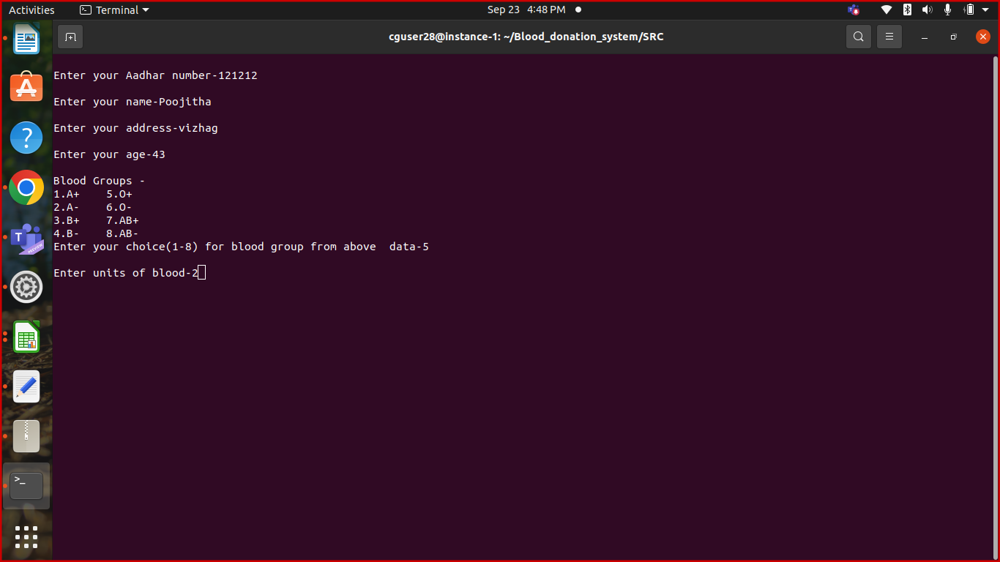 Activities Terminal Sep 23 4:48 PM
cguser28@instance-1: ~/Blood_donation_system/SRC
Enter your Aadhar number-121212
Enter your name-Poojitha
Enter your address-vizhag
Enter your age-43
Blood Groups -
1.A+    5.O+
2.A-    6.O-
3.B+    7.AB+
4.B-    8.AB-
Enter your choice(1-8) for blood group from above  data-5
Enter units of blood-2